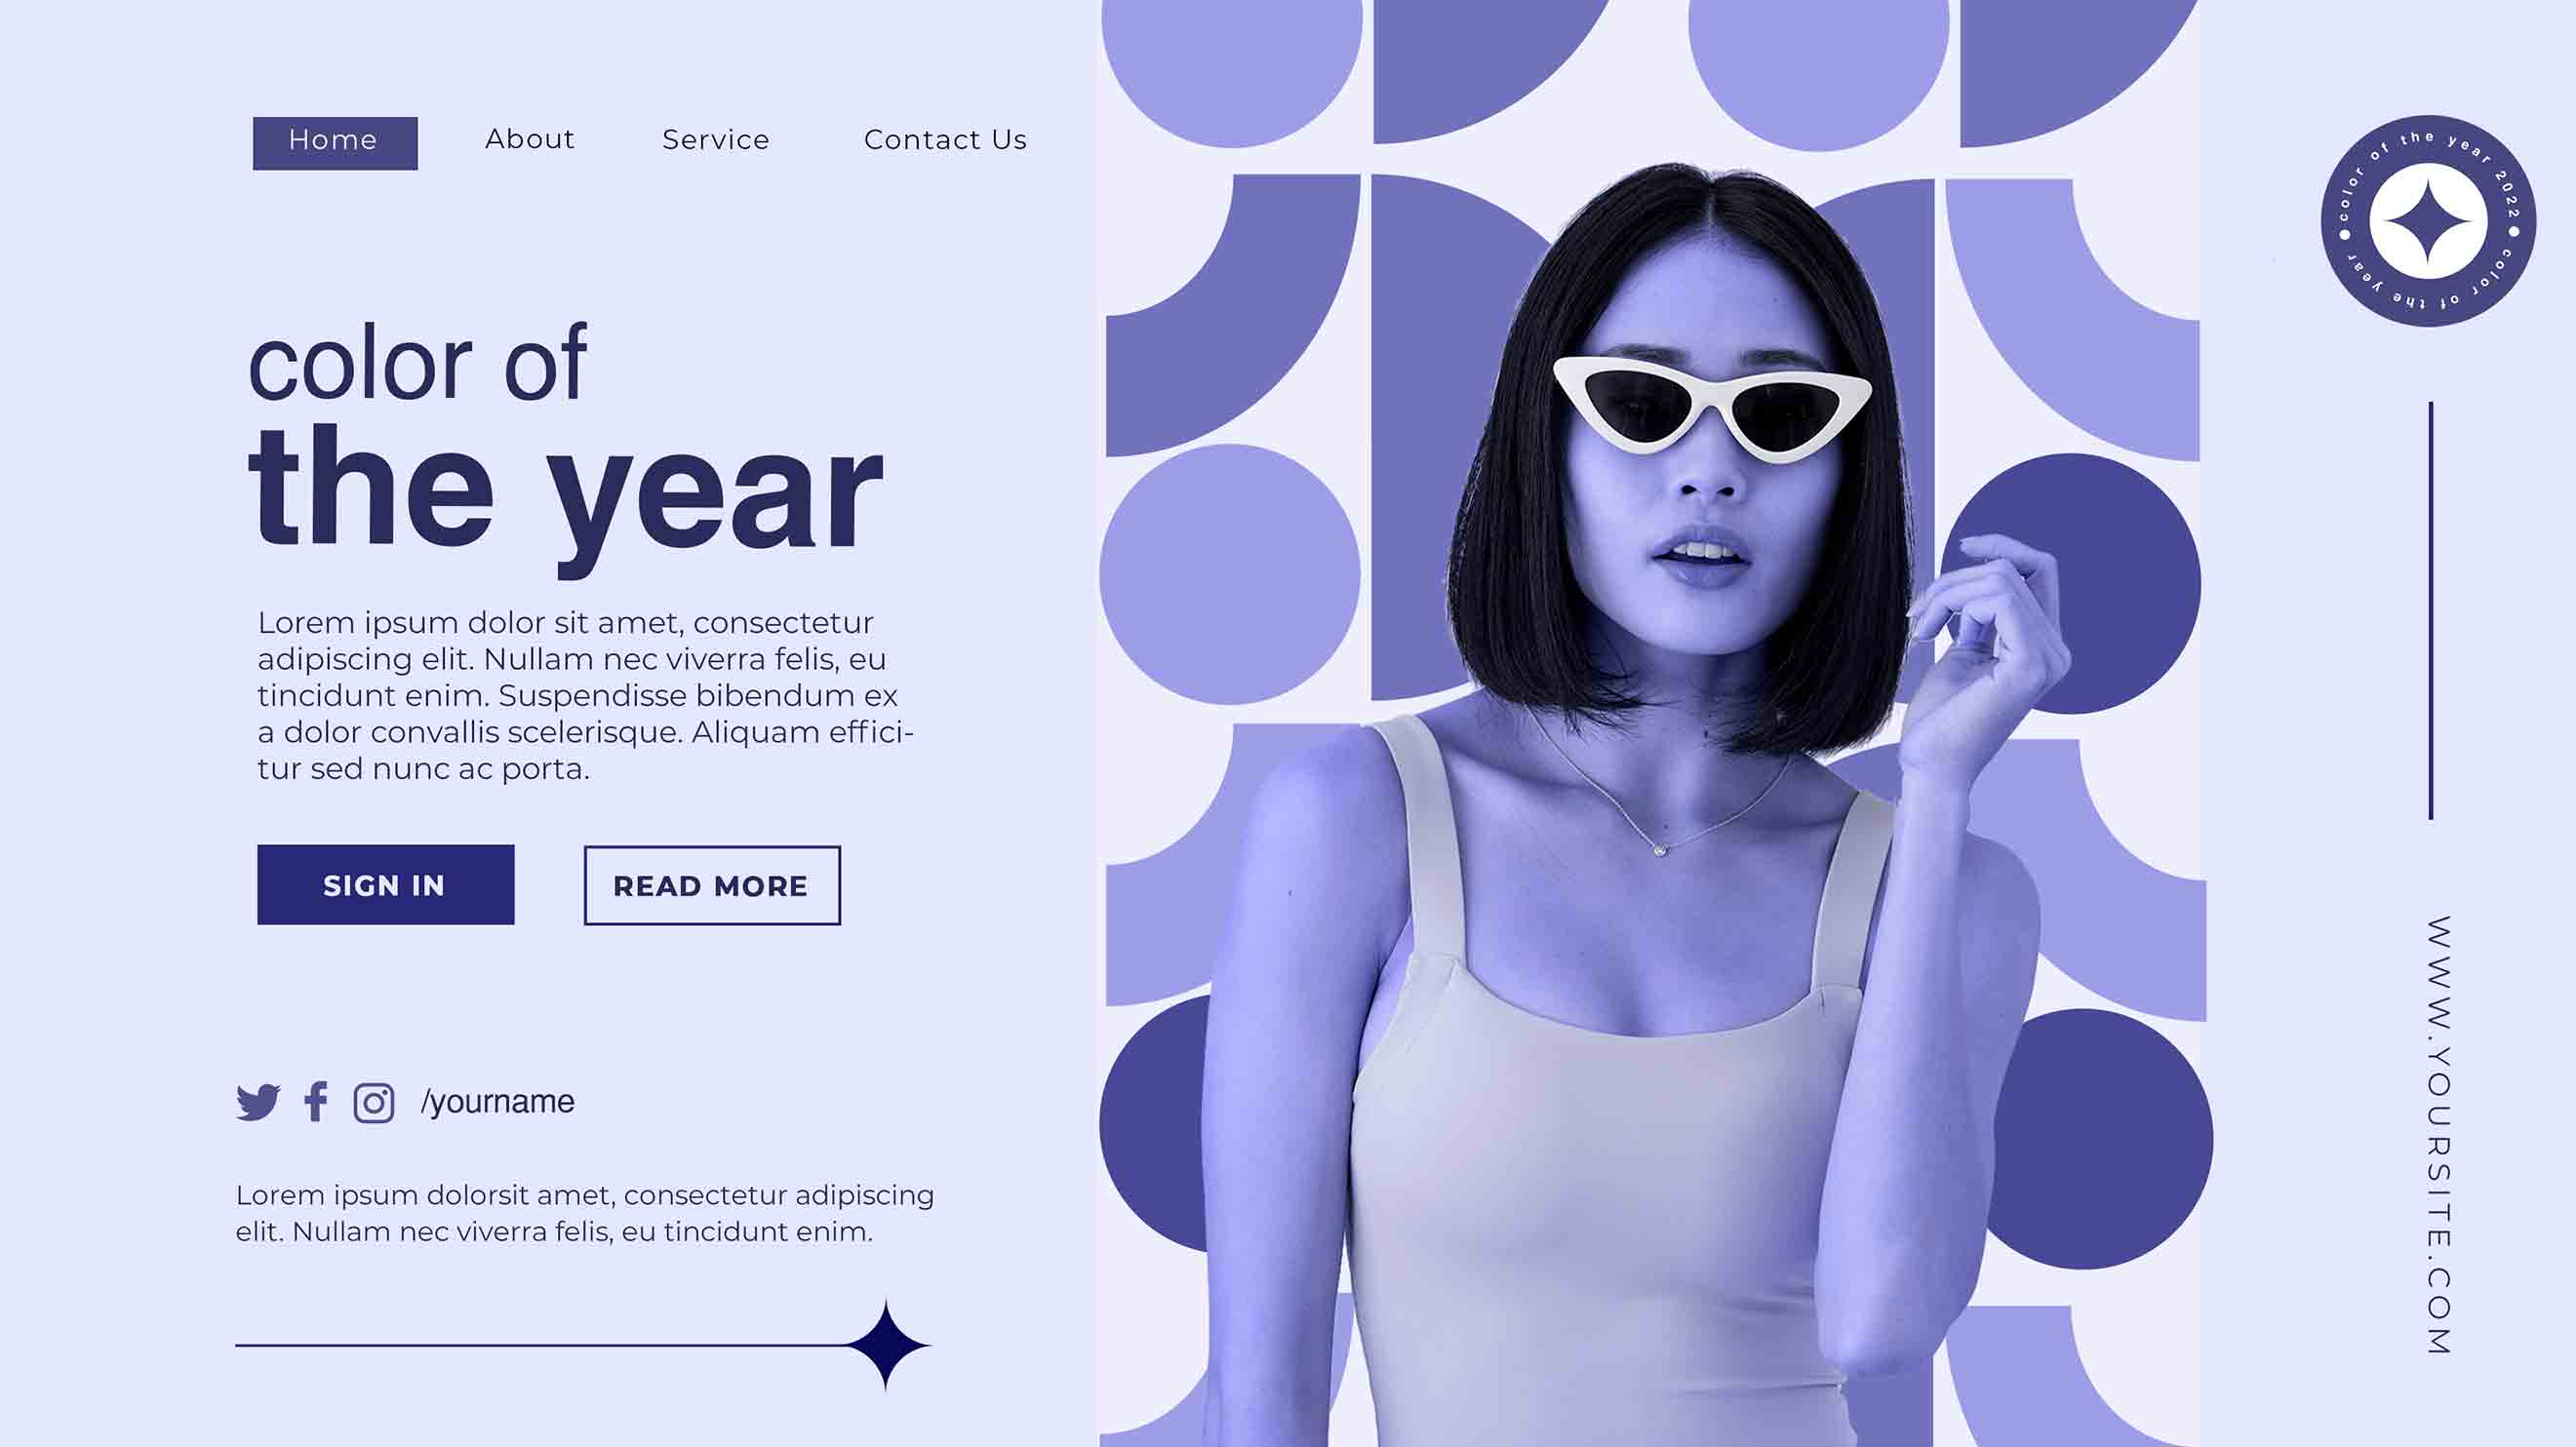 Home About Service Contact Us
color of
the year
Lorem ipsum dolor sit amet, consectetur
adipiscing elit. Nullam nec viverra felis, eu
tincidunt enim. Suspendisse bibendum ex
a dolor convallis scelerisque. Aliquam effici-
tur sed nunc ac porta.
SIGN IN READ MORE
/yourname
Lorem ipsum dolorsit amet, consectetur adipiscing
elit. Nullam nec viverra felis, eu tincidunt enim.
color of the year 2022 ● color of the year ●
WWW.YOURSITE.COM